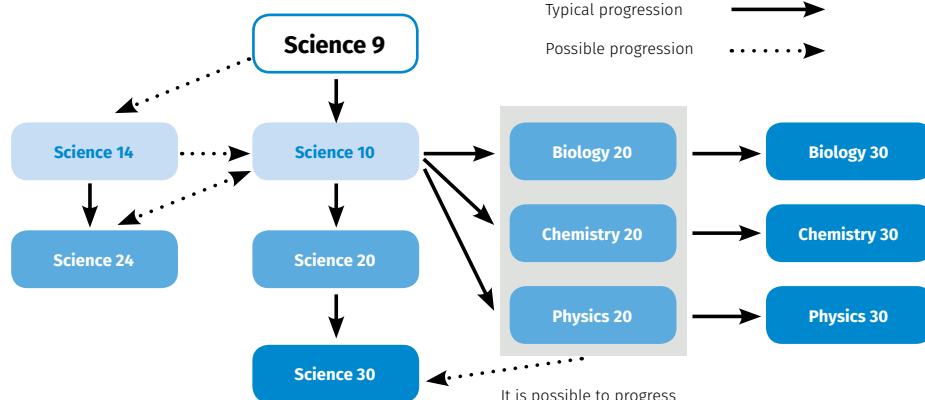 Typical progression
Possible progression
Science 9
Science 14
Science 10
Biology 20
Biology 30
Science 24
Science 20
Chemistry 20
Chemistry 30
Science 30
Physics 20
Physics 30
It is possible to progress